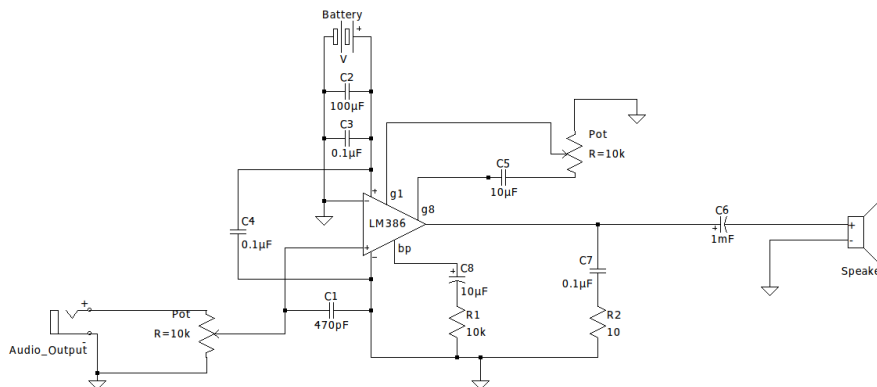 Battery
+
V
C2
100µF
C3
0.1µF
Pot
R=10k
C5
10µF
+
g1
g8
-
LM386
+
bp
-
C4
0.1µF
C6
+
1mF
+
-
Speake
C7
0.1µF
C8
+
10µF
C1
470pF
R1
10k
R2
10
+
Pot
R=10k
-
Audio_Output